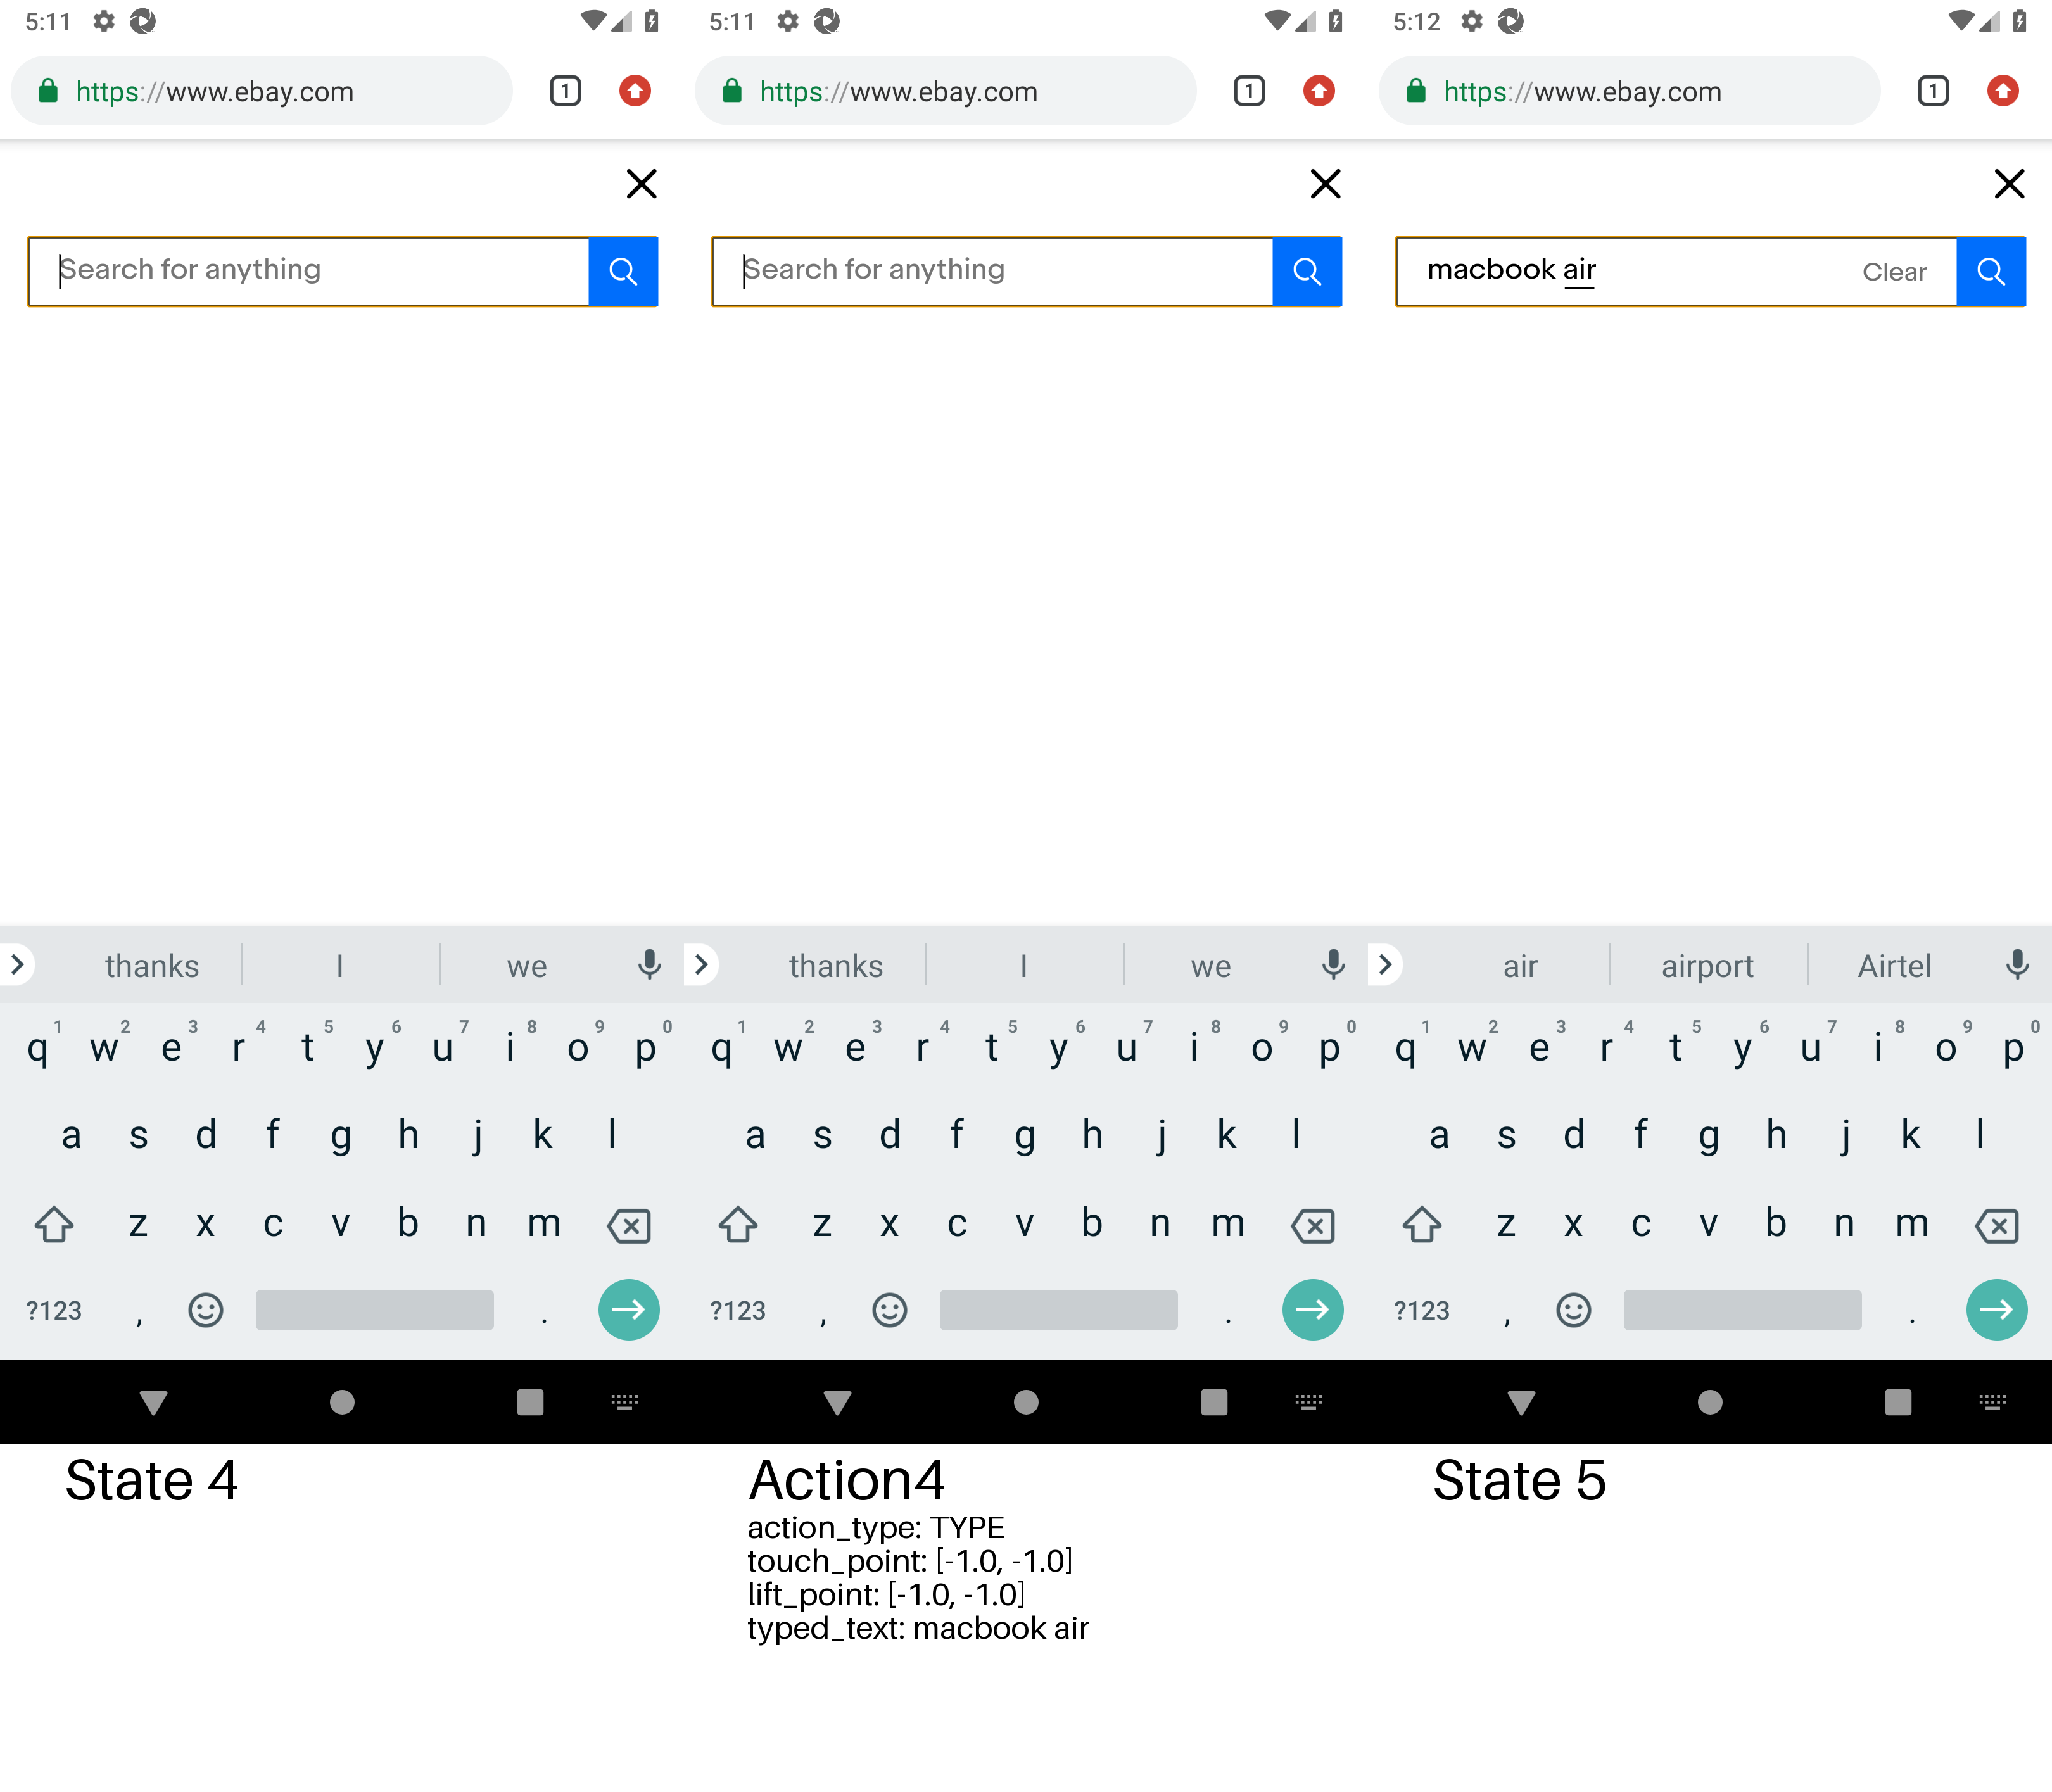 5:11
https://www.ebay.com
1
Search for anything
thanks I we
1 2 3 4 5 6 7 8 9 0
q w e r t y u i o p
a s d f g h j k l
z x c v b n m
?123 , .
State 4
5:11
https://www.ebay.com
1
Search for anything
thanks I we
1 2 3 4 5 6 7 8 9 0
q w e r t y u i o p
a s d f g h j k l
z x c v b n m
?123 , .
Action4
action_type: TYPE
touch_point: [-1.0, -1.0]
lift_point: [-1.0, -1.0]
typed_text: macbook air
5:12
https://www.ebay.com
1
macbook air Clear
air airport Airtel
1 2 3 4 5 6 7 8 9 0
q w e r t y u i o p
a s d f g h j k l
z x c v b n m
?123 , .
State 5